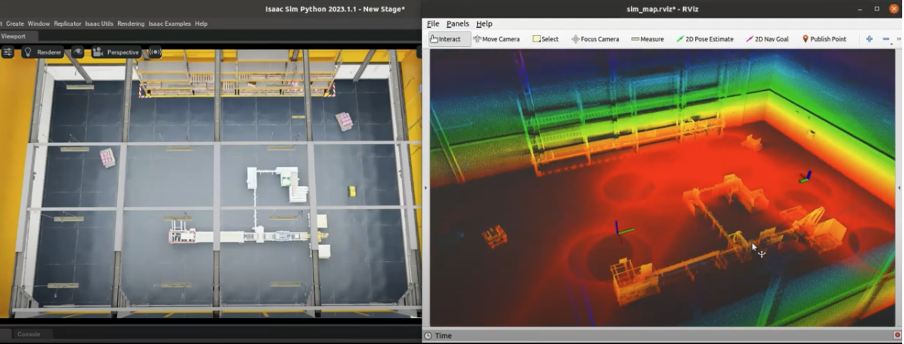 Isaac Sim Python 2023.1.1 - New Stage*
Create Window Replicator Isaac Utils Rendering Isaac Examples Help
Viewport
Renderer Perspective
Console
sim_map.rviz* - RViz
File Panels Help
Interact Move Camera Select Focus Camera Measure 2D Pose Estimate 2D Nav Goal Publish Point
Time